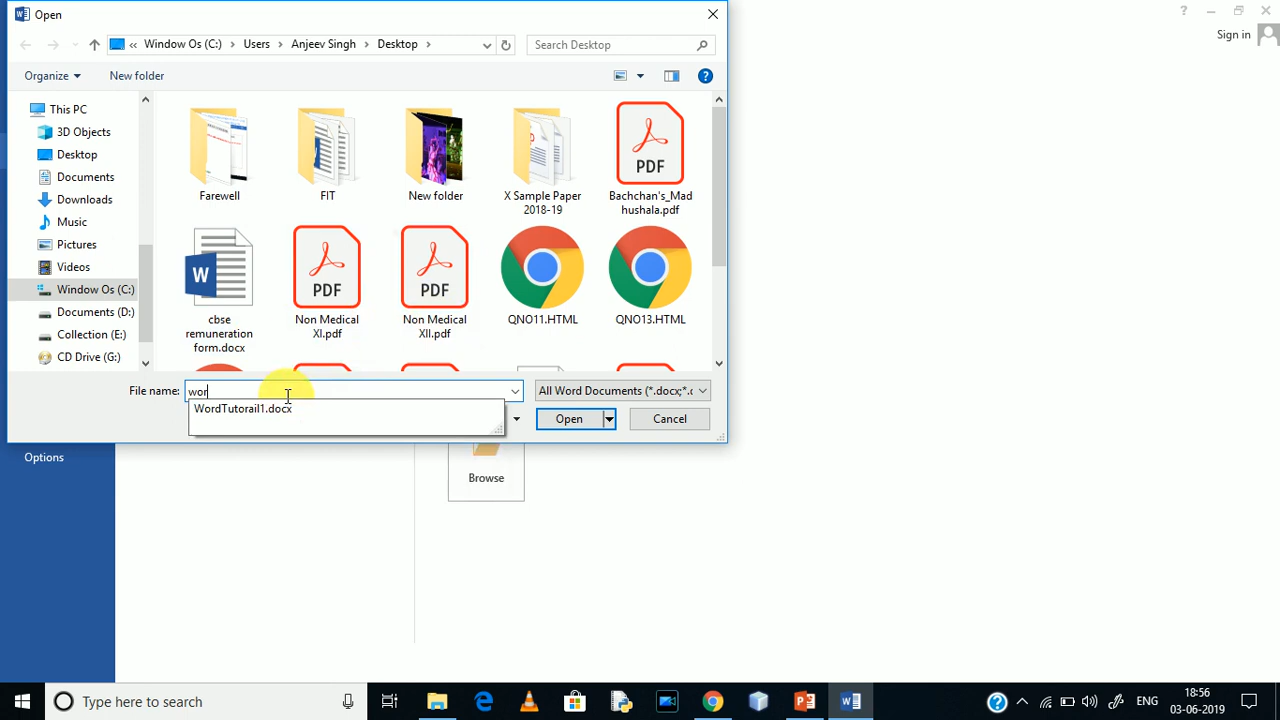 Open
Sign in
Window Os (C:)
Users
Anjeev Singh
Desktop
Search Desktop
Organize
New folder
This PC
3D Objects
Desktop
Documents
Downloads
Music
Pictures
Videos
Window Os (C:)
Documents (D:)
Collection (E:)
CD Drive (G:)
Farewell
FIT
New folder
X Sample Paper
2018-19
PDF
Bachchan's_Mad
hushala.pdf
W
cbse
remuneration
form.docx
PDF
Non Medical
XI.pdf
PDF
Non Medical
XII.pdf
QNO11.HTML
QNO13.HTML
File name:
wor
All Word Documents (*.docx;*.c
WordTutorail1.docx
Open
Cancel
Options
Browse
Type here to search
ENG
18:56
03-06-2019